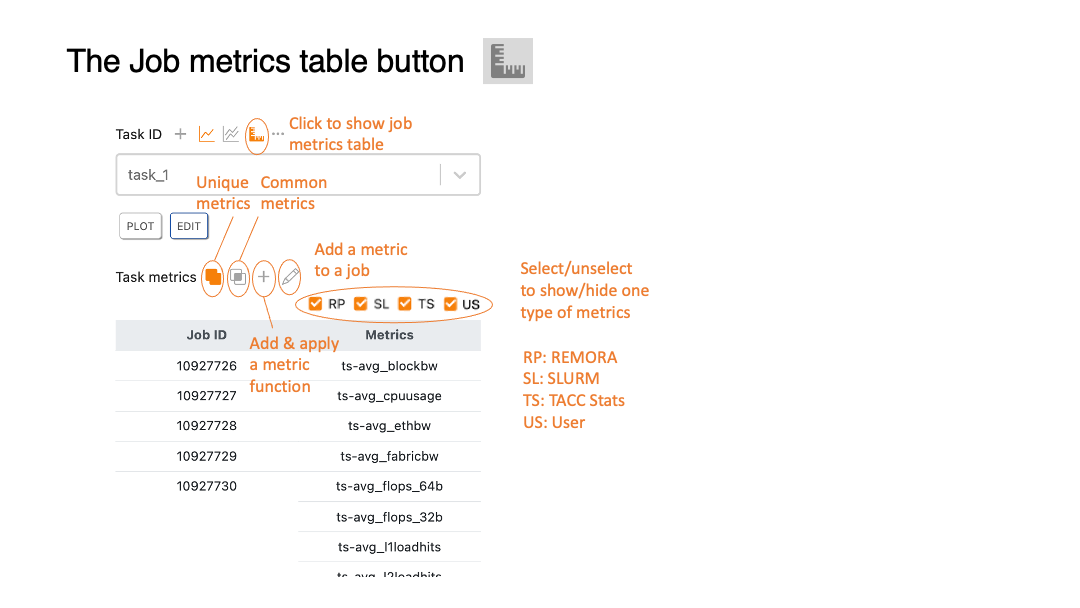 The Job metrics table button
Click to show job
metrics table
Task ID
task_1
Unique
metrics
Common
metrics
PLOT
EDIT
Add a metric
to a job
Task metrics
RP
SL
TS
US
Select/unselect
to show/hide one
type of metrics
RP: REMORA
SL: SLURM
TS: TACC Stats
US: User
Add & apply
a metric
function
Job ID
Metrics
10927726
ts-avg_blockbw
10927727
ts-avg_cpuusage
10927728
ts-avg_ethbw
10927729
ts-avg_fabricbw
10927730
ts-avg_flops_64b
ts-avg_flops_32b
ts-avg_l1loadhits
ts-avg_l2loadhits